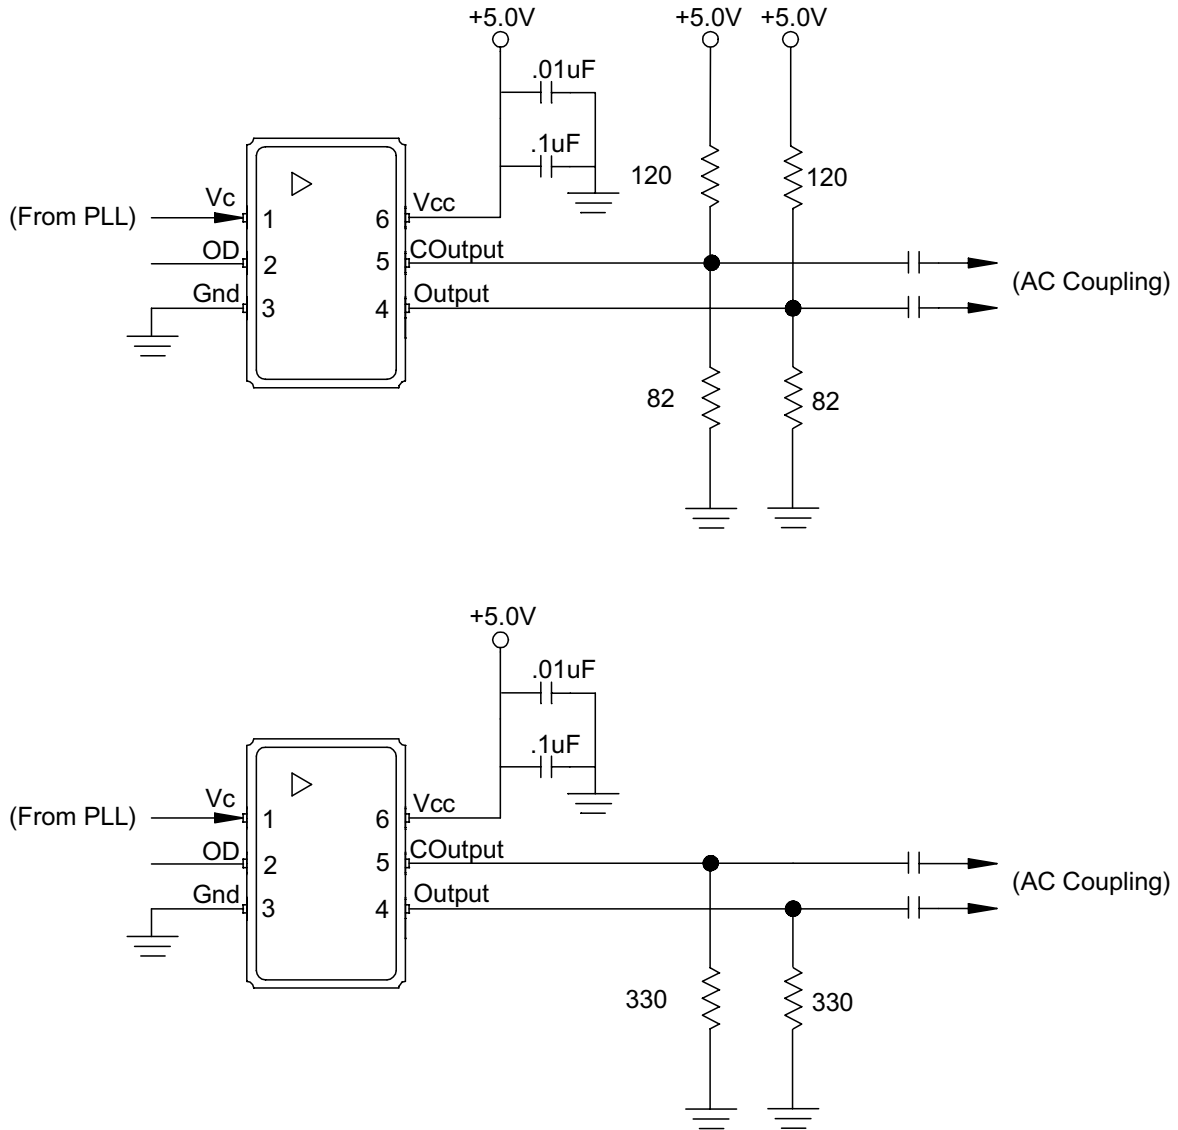 +5.0V
+5.0V
+5.0V
.01uF
.1uF
120
120
(From PLL)
Vc
1
6
Vcc
OD
2
5
COutput
Gnd
3
4
Output
(AC Coupling)
82
82
+5.0V
.01uF
.1uF
(From PLL)
Vc
1
6
Vcc
OD
2
5
COutput
Gnd
3
4
Output
(AC Coupling)
330
330